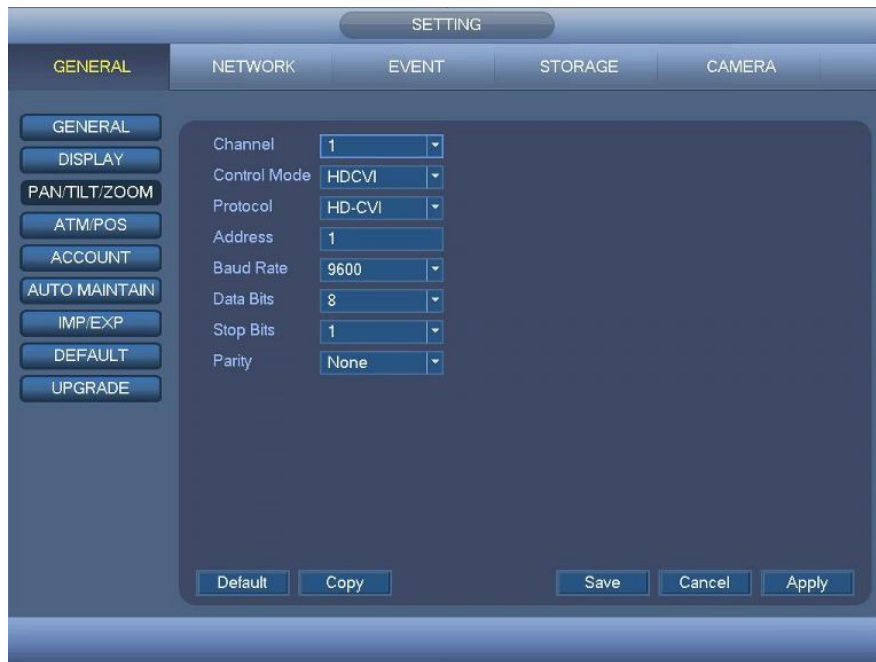 SETTING
GENERAL NETWORK EVENT STORAGE CAMERA
GENERAL
DISPLAY
PAN/TILT/ZOOM
ATM/POS
ACCOUNT
AUTO MAINTAIN
IMP/EXP
DEFAULT
UPGRADE
Channel 1
Control Mode HDCVI
Protocol HD-CVI
Address 1
Baud Rate 9600
Data Bits 8
Stop Bits 1
Parity None
Default Copy Save Cancel Apply